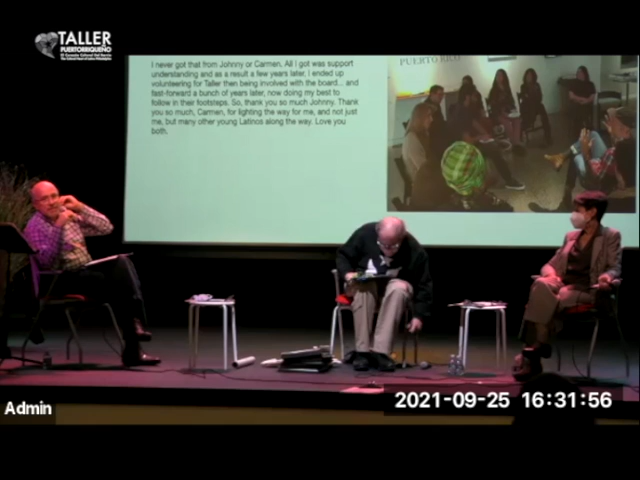 TALLER
PUERTORRIQUEÑO
PUERTO RICO
I never got that from Johnny or Carmen. All I got was support
understanding and as a result a few years later, I ended up
volunteering for Taller then being involved with the board... and
fast-forward a bunch of years later, now doing my best to
follow in their footsteps. So, thank you so much Johnny. Thank
you so much, Carmen, for lighting the way for me, and not just
me, but many other young Latinos along the way. Love you
both.
2021-09-25 16:31:56
Admin